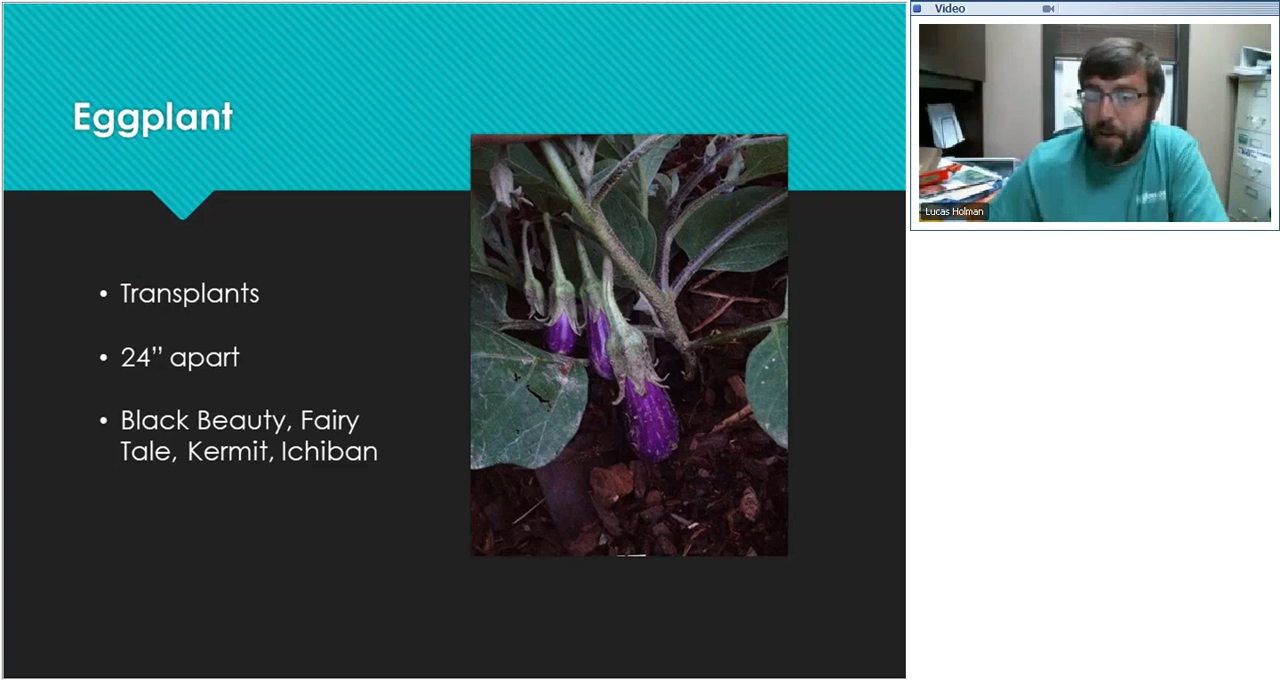 Eggplant
• Transplants
• 24” apart
• Black Beauty, Fairy
Tale, Kermit, Ichiban
Video
Lucas Holman